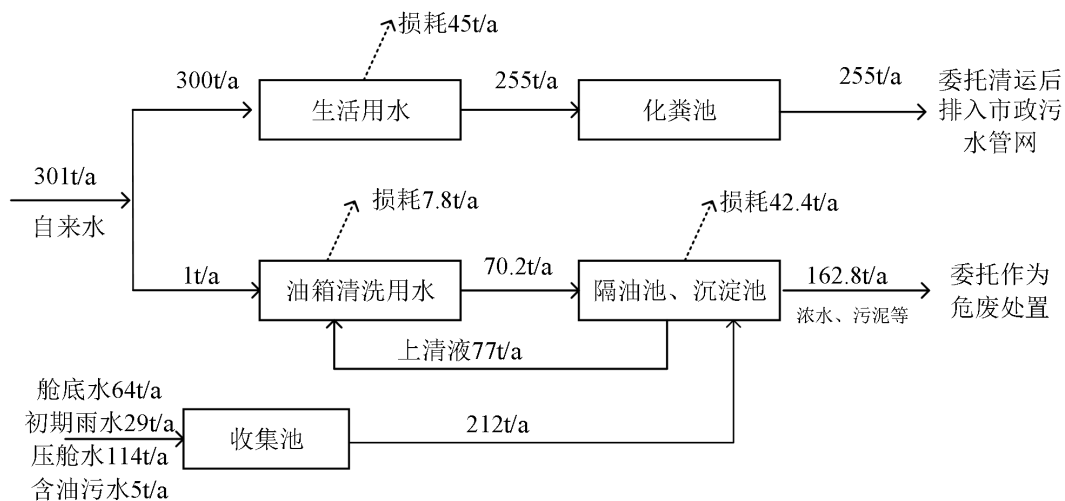 损耗45t/a
300t/a
生活用水
255t/a
化粪池
255t/a
委托清运后
排入市政污
水管网
301t/a
自来水
损耗7.8t/a
损耗42.4t/a
1t/a
油箱清洗用水
70.2t/a
隔油池、沉淀池
162.8t/a
浓水、污泥等
委托作为
危废处置
上清液77t/a
舱底水64t/a
初期雨水29t/a
压舱水114t/a
含油污水5t/a
收集池
212t/a